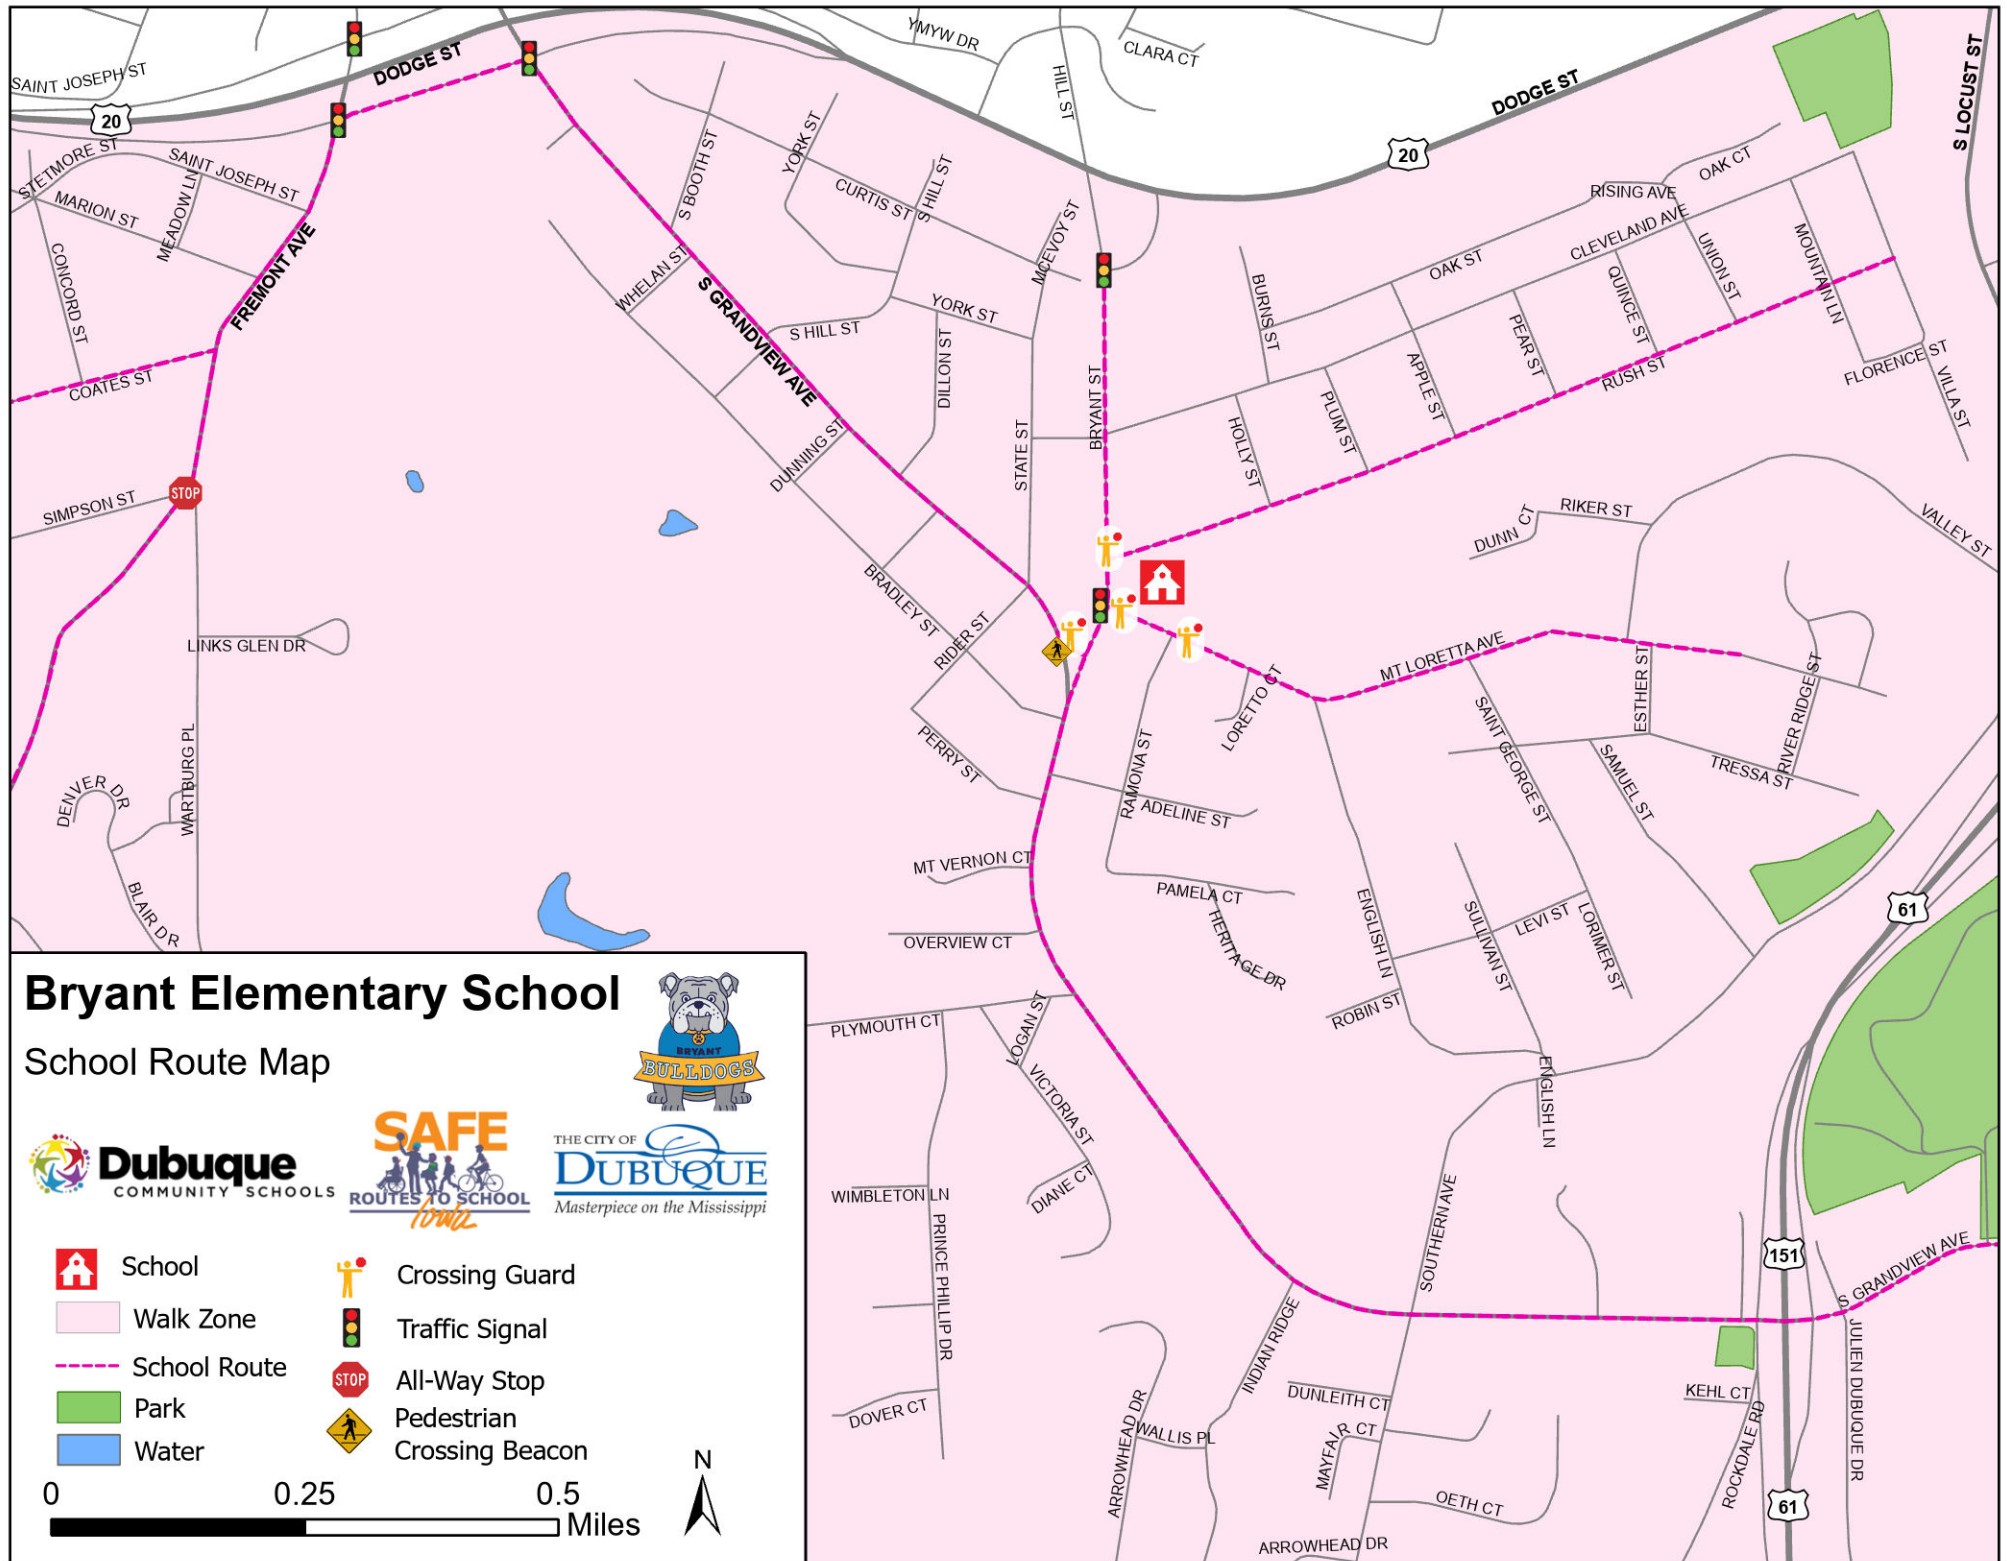 YMYW DR
CLARA CT
HILL ST
SAINT JOSEPH ST
DODGE ST
DODGE ST
S LOCUST ST
20
20
STETMORE ST
SAINT JOSEPH ST
MARION ST
MEADOW LN
CONCORD ST
FREMONT AVE
COATES ST
S BOOTH ST
YORK ST
CURTIS ST
S HILL ST
MCEVOY ST
WHELAN ST
S GRANDVIEW AVE
S HILL ST
YORK ST
DILLON ST
DUNNING ST
STATE ST
BRYANT ST
BURNS ST
OAK ST
RISING AVE
OAK CT
CLEVELAND AVE
UNION ST
QUINCE ST
MOUNTAIN LN
PEAR ST
APPLE ST
PLUM ST
HOLLY ST
RUSH ST
FLORENCE ST
VILLA ST
SIMPSON ST
STOP
LINKS GLEN DR
WARTBURG PL
DENVER DR
BLAIR DR
BRADLEY ST
RIDER ST
PERRY ST
DUNN CT
RIKER ST
VALLEY ST
MT LORETTA AVE
LORETTO CT
RAMONA ST
ADELINE ST
ESTHER ST
RIVER RIDGE ST
TRESSA ST
SAINT GEORGE ST
SAMUEL ST
MT VERNON CT
OVERVIEW CT
PAMELA CT
HERITAGE DR
ENGLISH LN
SULLIVAN ST
LEVI ST
LORIMER ST
ROBIN ST
61
PLYMOUTH CT
LOGAN ST
VICTORIA ST
DIANE CT
WIMBLETON LN
PRINCE PHILLIP DR
DOVER CT
ENGLISH LN
SOUTHERN AVE
INDIAN RIDGE
ARROWHEAD DR
WALLIS PL
DUNLEITH CT
MAYFAIR CT
OETH CT
ARROWHEAD DR
151
S GRANDVIEW AVE
KEHL CT
ROCKDALE RD
JULIEN DUBUQUE DR
61
Bryant Elementary School
School Route Map
BRYANT
BULLDOGS
Dubuque
COMMUNITY SCHOOLS
SAFE
ROUTES TO SCHOOL
Iowa
THE CITY OF
DUBUQUE
Masterpiece on the Mississippi
School
Walk Zone
School Route
Park
Water
Crossing Guard
Traffic Signal
STOP
All-Way Stop
Pedestrian
Crossing Beacon
N
0
0.25
0.5
Miles